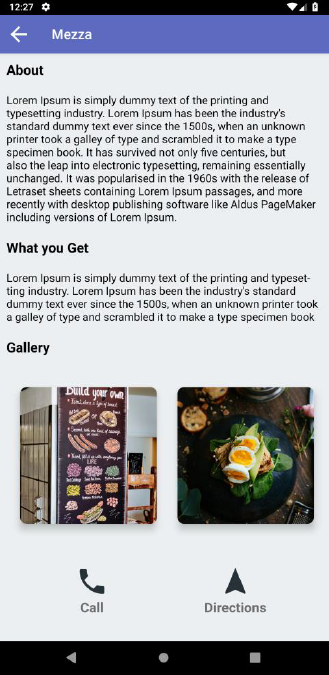 12:27
Mezza
About
Lorem Ipsum is simply dummy text of the printing and
typesetting industry. Lorem Ipsum has been the industry's
standard dummy text ever since the 1500s, when an unknown
printer took a galley of type and scrambled it to make a type
specimen book. It has survived not only five centuries, but
also the leap into electronic typesetting, remaining essentially
unchanged. It was popularised in the 1960s with the release of
Letraset sheets containing Lorem Ipsum passages, and more
recently with desktop publishing software like Aldus PageMaker
including versions of Lorem Ipsum.
What you Get
Lorem Ipsum is simply dummy text of the printing and typeset-
ting industry. Lorem Ipsum has been the industry's standard
dummy text ever since the 1500s, when an unknown printer took
a galley of type and scrambled it to make a type specimen book
Gallery
Build your own
Call
Directions